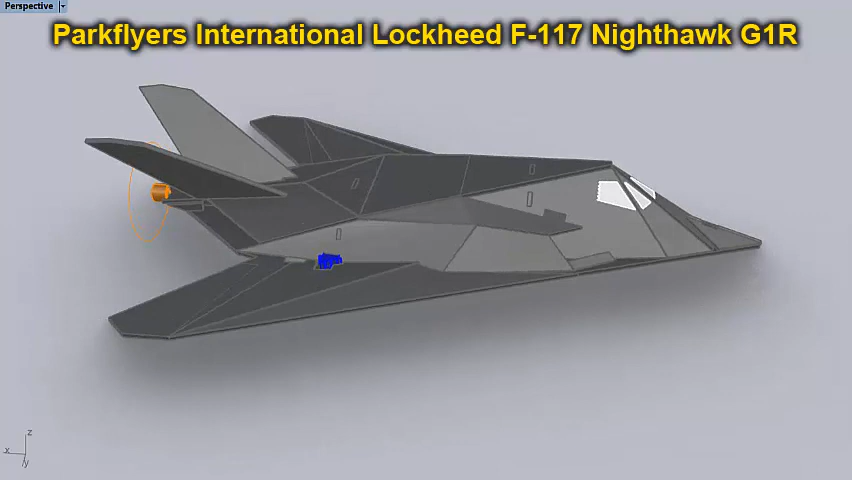 Perspective
Parkflyers International Lockheed F-117 Nighthawk G1R
z
x
y